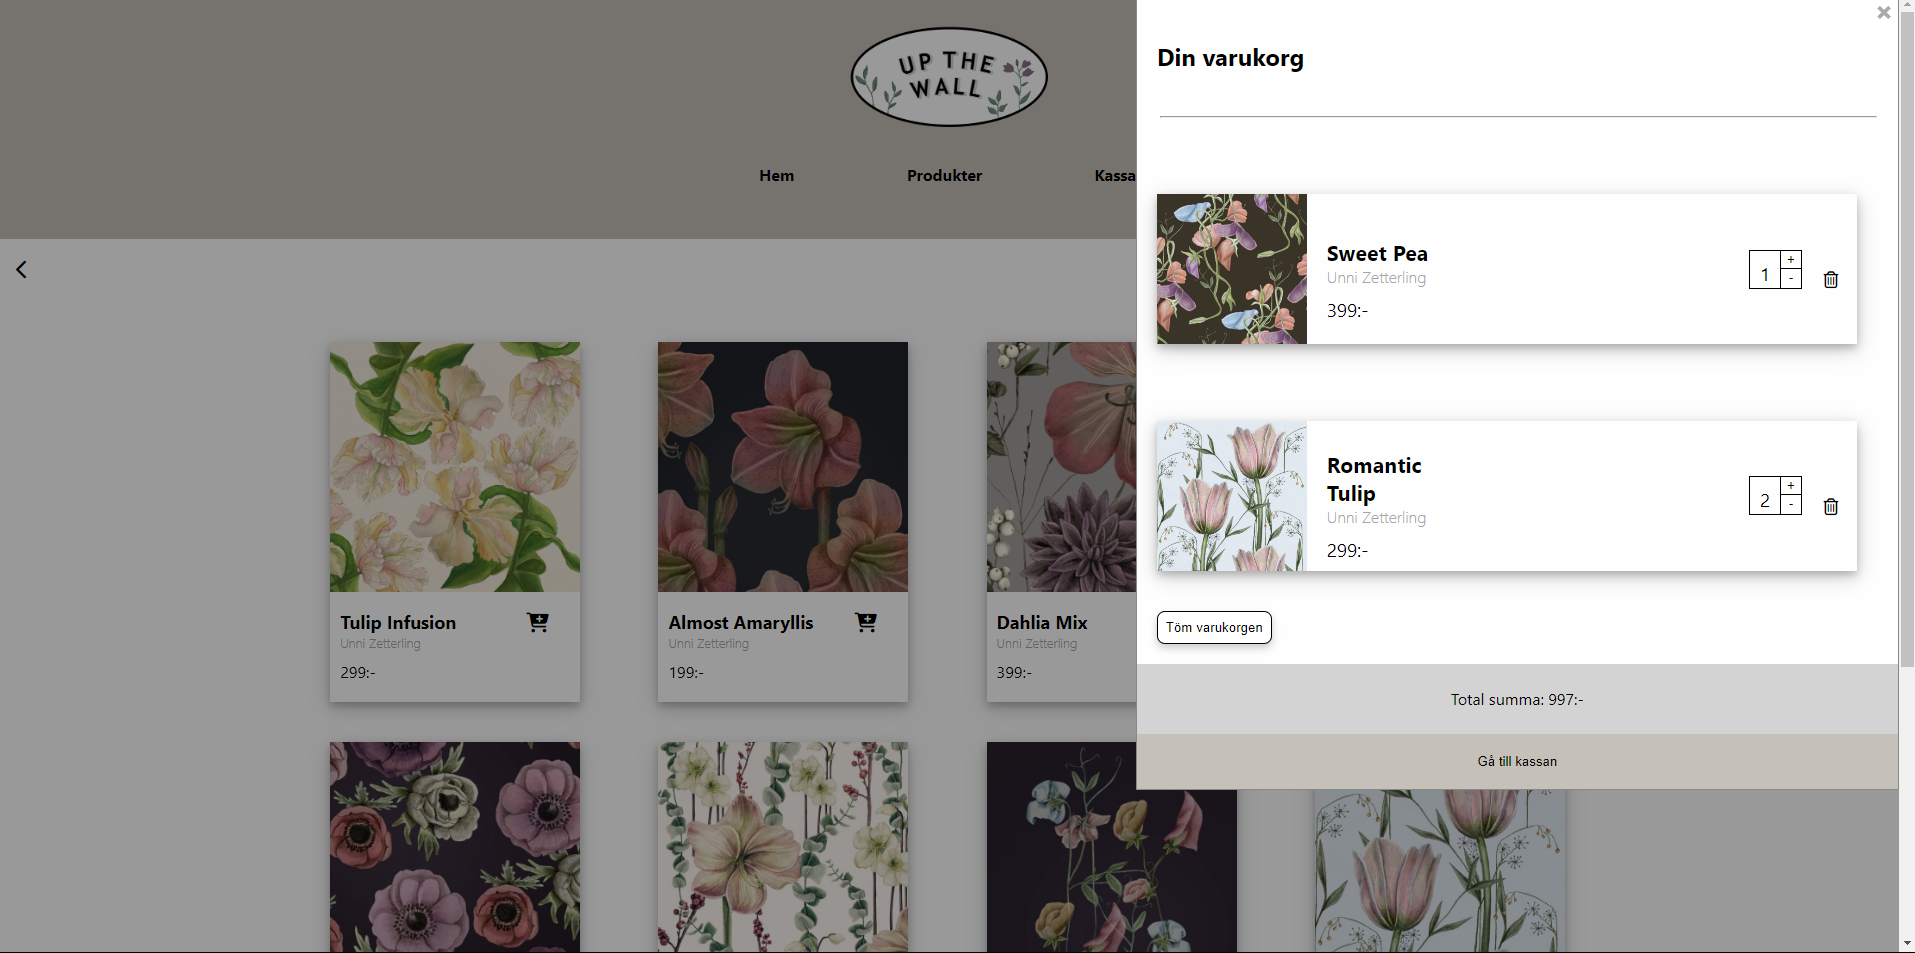 UP THE
WALL
Hem
Produkter
Kassa
Tulip Infusion
Unni Zetterling
299:-
Almost Amaryllis
Unni Zetterling
199:-
Dahlia Mix
Unni Zetterling
399:-
Din varukorg
Sweet Pea
Unni Zetterling
399:-
1
+
-
Romantic
Tulip
Unni Zetterling
299:-
2
+
-
Töm varukorgen
Total summa: 997:-
Gå till kassan